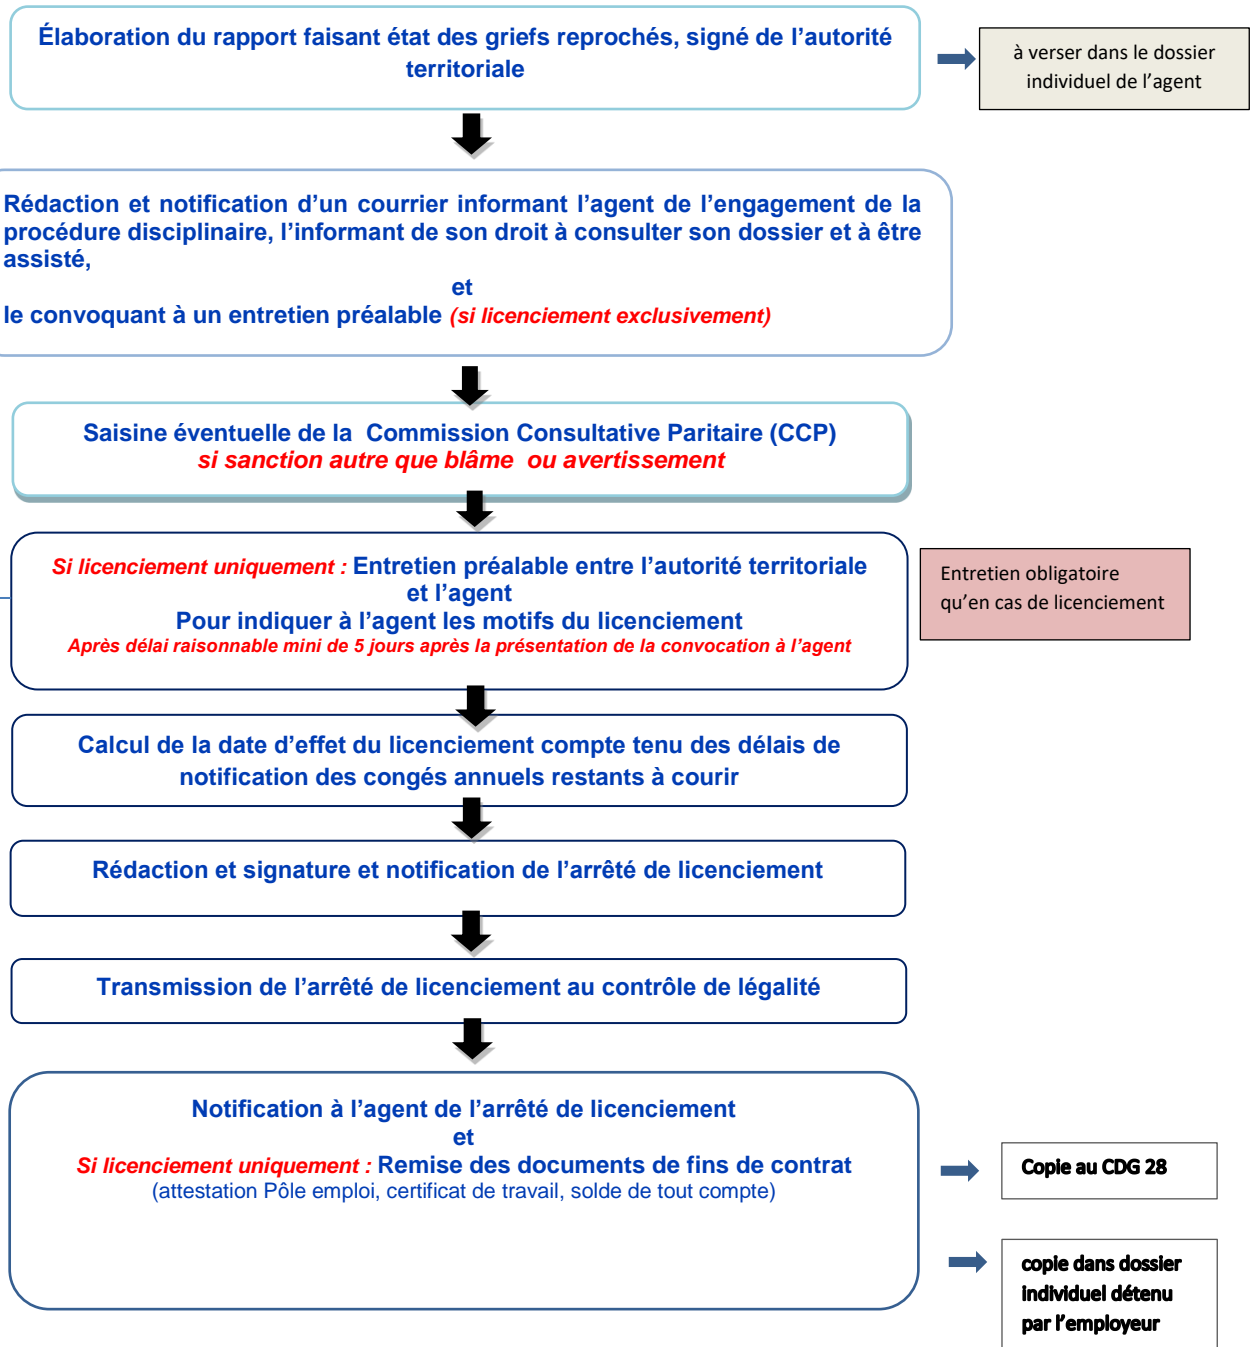 Élaboration du rapport faisant état des griefs reprochés, signé de l’autorité
territoriale
à verser dans le dossier
individuel de l’agent
Rédaction et notification d’un courrier informant l’agent de l’engagement de la
procédure disciplinaire, l’informant de son droit à consulter son dossier et à être
assisté,
et
le convoquant à un entretien préalable (si licenciement exclusivement)
Saisine éventuelle de la Commission Consultative Paritaire (CCP)
si sanction autre que blâme ou avertissement
Si licenciement uniquement : Entretien préalable entre l’autorité territoriale
et l’agent
Pour indiquer à l’agent les motifs du licenciement
Après délai raisonnable mini de 5 jours après la présentation de la convocation à l’agent
Entretien obligatoire
qu’en cas de licenciement
Calcul de la date d’effet du licenciement compte tenu des délais de
notification des congés annuels restants à courir
Rédaction et signature et notification de l’arrêté de licenciement
Transmission de l’arrêté de licenciement au contrôle de légalité
Notification à l’agent de l’arrêté de licenciement
et
Si licenciement uniquement : Remise des documents de fins de contrat
(attestation Pôle emploi, certificat de travail, solde de tout compte)
Copie au CDG 28
copie dans dossier
individuel détenu
par l’employeur